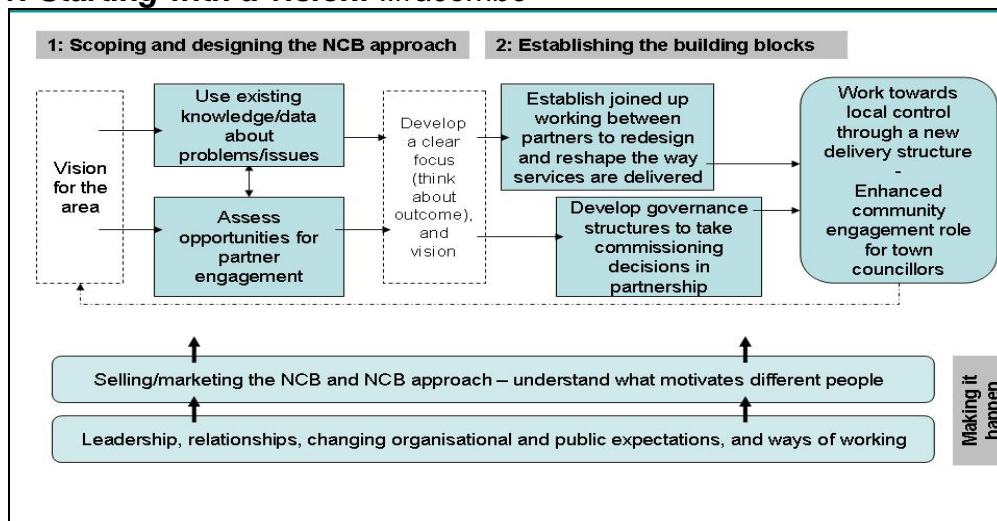 Starting with a vision:
1: Scoping and designing the NCB approach
2: Establishing the building blocks
Vision
for the
area
Use existing
knowledge/data
about
problems/issues
Assess
opportunities for
partner
engagement
Develop
a clear
focus
(think
about
outcome),
and
vision
Establish joined up
working between
partners to redesign
and reshape the way
services are delivered
Develop governance
structures to take
commissioning
decisions in
partnership
Work towards
local control
through a new
delivery structure
-
Enhanced
community
engagement role
for town
councillors
Selling/marketing the NCB and NCB approach – understand what motivates different people
Leadership, relationships, changing organisational and public expectations, and ways of working
Making it
happen